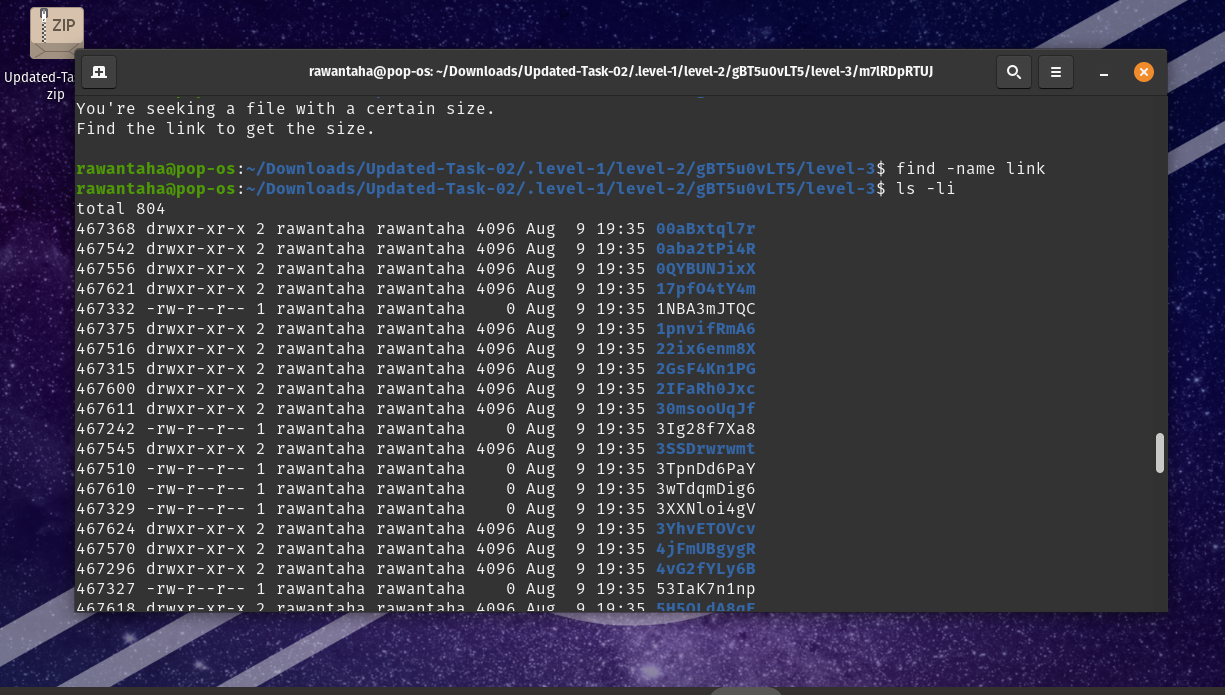 ZIP
Updated-Ta
zip
rawantaha@pop-os: ~/Downloads/Updated-Task-02/.level-1/level-2/gBT5u0vLT5/level-3/m7lRDpRTUJ
You're seeking a file with a certain size.
Find the link to get the size.
rawantaha@pop-os:~/Downloads/Updated-Task-02/.level-1/level-2/gBT5u0vLT5/level-3$ find -name link
rawantaha@pop-os:~/Downloads/Updated-Task-02/.level-1/level-2/gBT5u0vLT5/level-3$ ls -li
total 804
467368 drwxr-xr-x 2 rawantaha rawantaha 4096 Aug  9 19:35 00aBxtql7r
467542 drwxr-xr-x 2 rawantaha rawantaha 4096 Aug  9 19:35 0aba2tPi4R
467556 drwxr-xr-x 2 rawantaha rawantaha 4096 Aug  9 19:35 0QYBUNJixX
467621 drwxr-xr-x 2 rawantaha rawantaha 4096 Aug  9 19:35 17pfO4tY4m
467332 -rw-r--r-- 1 rawantaha rawantaha    0 Aug  9 19:35 1NBA3mJTQC
467375 drwxr-xr-x 2 rawantaha rawantaha 4096 Aug  9 19:35 1pnvifRmA6
467516 drwxr-xr-x 2 rawantaha rawantaha 4096 Aug  9 19:35 22ix6enm8X
467315 drwxr-xr-x 2 rawantaha rawantaha 4096 Aug  9 19:35 2GsF4Kn1PG
467600 drwxr-xr-x 2 rawantaha rawantaha 4096 Aug  9 19:35 2IFaRh0Jxc
467611 drwxr-xr-x 2 rawantaha rawantaha 4096 Aug  9 19:35 30msooUqJf
467242 -rw-r--r-- 1 rawantaha rawantaha    0 Aug  9 19:35 3Ig28f7Xa8
467545 drwxr-xr-x 2 rawantaha rawantaha 4096 Aug  9 19:35 3SSDrwrwmt
467510 -rw-r--r-- 1 rawantaha rawantaha    0 Aug  9 19:35 3TpnDd6PaY
467610 -rw-r--r-- 1 rawantaha rawantaha    0 Aug  9 19:35 3wTdqmDig6
467329 -rw-r--r-- 1 rawantaha rawantaha    0 Aug  9 19:35 3XXNloi4gV
467624 drwxr-xr-x 2 rawantaha rawantaha 4096 Aug  9 19:35 3YhvETOVcv
467570 drwxr-xr-x 2 rawantaha rawantaha 4096 Aug  9 19:35 4jFmUBgygR
467296 drwxr-xr-x 2 rawantaha rawantaha 4096 Aug  9 19:35 4vG2fYLy6B
467327 -rw-r--r-- 1 rawantaha rawantaha    0 Aug  9 19:35 53IaK7n1np
467618 drwxr-xr-x 2 rawantaha rawantaha 4096 Aug  9 19:35